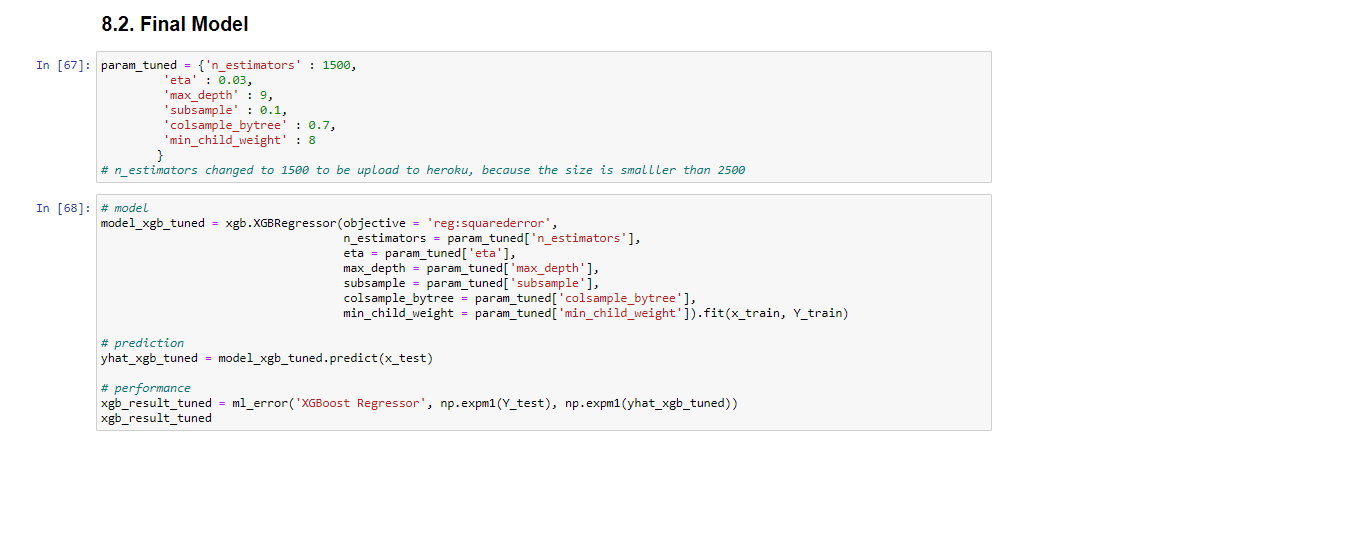 8.2. Final Model
In [67]: param_tuned = {'n_estimators' : 1500,
'eta' : 0.03,
'max_depth' : 9,
'subsample' : 0.1,
'colsample_bytree' : 0.7,
'min_child_weight' : 8
}
# n_estimators changed to 1500 to be upload to heroku, because the size is smalller than 2500
In [68]: # model
model_xgb_tuned = xgb.XGBRegressor(objective = 'reg:squarederror',
n_estimators = param_tuned['n_estimators'],
eta = param_tuned['eta'],
max_depth = param_tuned['max_depth'],
subsample = param_tuned['subsample'],
colsample_bytree = param_tuned['colsample_bytree'],
min_child_weight = param_tuned['min_child_weight']).fit(x_train, Y_train)
# prediction
yhat_xgb_tuned = model_xgb_tuned.predict(x_test)
# performance
xgb_result_tuned = ml_error('XGBoost Regressor', np.expm1(Y_test), np.expm1(yhat_xgb_tuned))
xgb_result_tuned